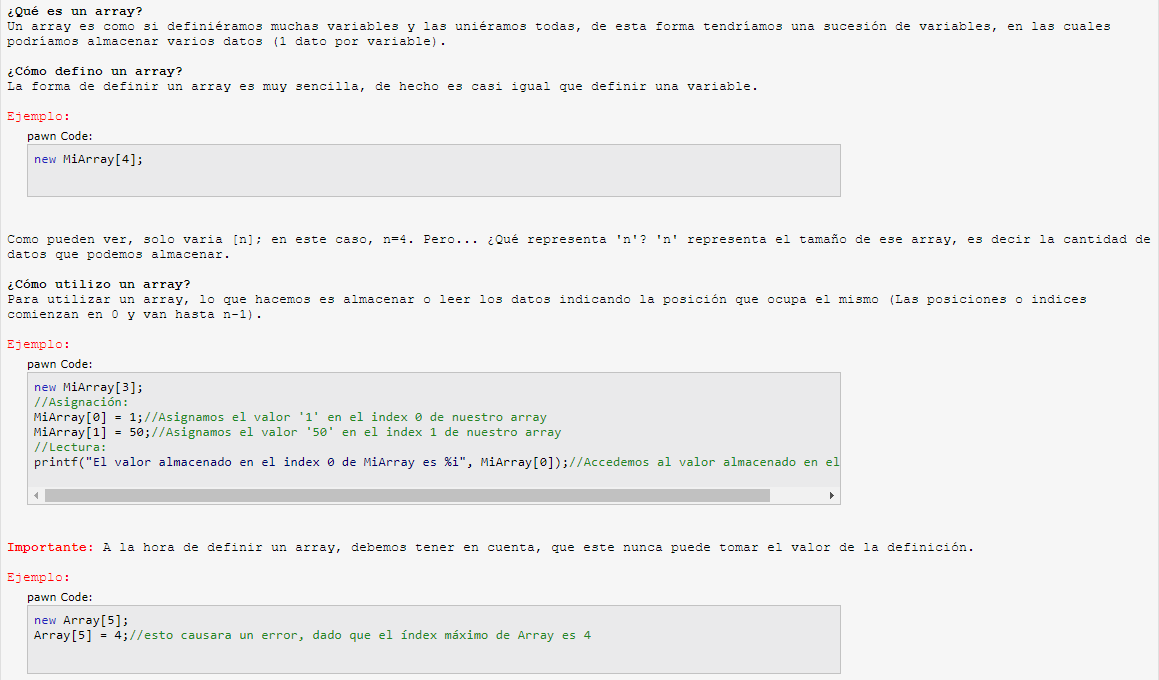 ¿Qué es un array?
Un array es como si definiéramos muchas variables y las uniéramos todas, de esta forma tendríamos una sucesión de variables, en las cuales
podríamos almacenar varios datos (1 dato por variable).
¿Cómo defino un array?
La forma de definir un array es muy sencilla, de hecho es casi igual que definir una variable.
Ejemplo:
pawn Code:
new MiArray[4];
Como pueden ver, solo varia [n]; en este caso, n=4. Pero... ¿Qué representa 'n'? 'n' representa el tamaño de ese array, es decir la cantidad de
datos que podemos almacenar.
¿Cómo utilizo un array?
Para utilizar un array, lo que hacemos es almacenar o leer los datos indicando la posición que ocupa el mismo (Las posiciones o indices
comienzan en 0 y van hasta n-1).
Ejemplo:
pawn Code:
new MiArray[3];
//Asignación:
MiArray[0] = 1;//Asignamos el valor '1' en el index 0 de nuestro array
MiArray[1] = 50;//Asignamos el valor '50' en el index 1 de nuestro array
//Lectura:
printf("El valor almacenado en el index 0 de MiArray es %i", MiArray[0]);//Accedemos al valor almacenado en el
Importante: A la hora de definir un array, debemos tener en cuenta, que este nunca puede tomar el valor de la definición.
Ejemplo:
pawn Code:
new Array[5];
Array[5] = 4;//esto causara un error, dado que el índex máximo de Array es 4